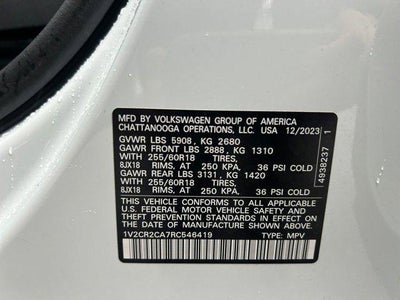 MFD BY VOLKSWAGEN GROUP OF AMERICA
CHATTANOOGA OPERATIONS, LLC. USA 12/2023
GVWR LBS 5908, KG 2680
GAWR FRONT LBS 2888, KG 1310
WITH 255/60R18 TIRES,
8JX18 RIMS, AT 250 KPA, 36 PSI COLD
GAWR REAR LBS 3131, KG 1420
WITH 255/60R18 TIRES,
8JX18 RIMS, AT 250 KPA, 36 PSI COLD
THIS VEHICLE CONFORMS TO ALL APPLICABLE
U.S. FEDERAL MOTOR VEHICLE SAFETY AND
THEFT PREVENTION STANDARDS IN EFFECT ON
THE DATE OF MANUFACTURE SHOWN ABOVE.
1V2CR2CA7RC546419 TYPE: MPV
4938237 1